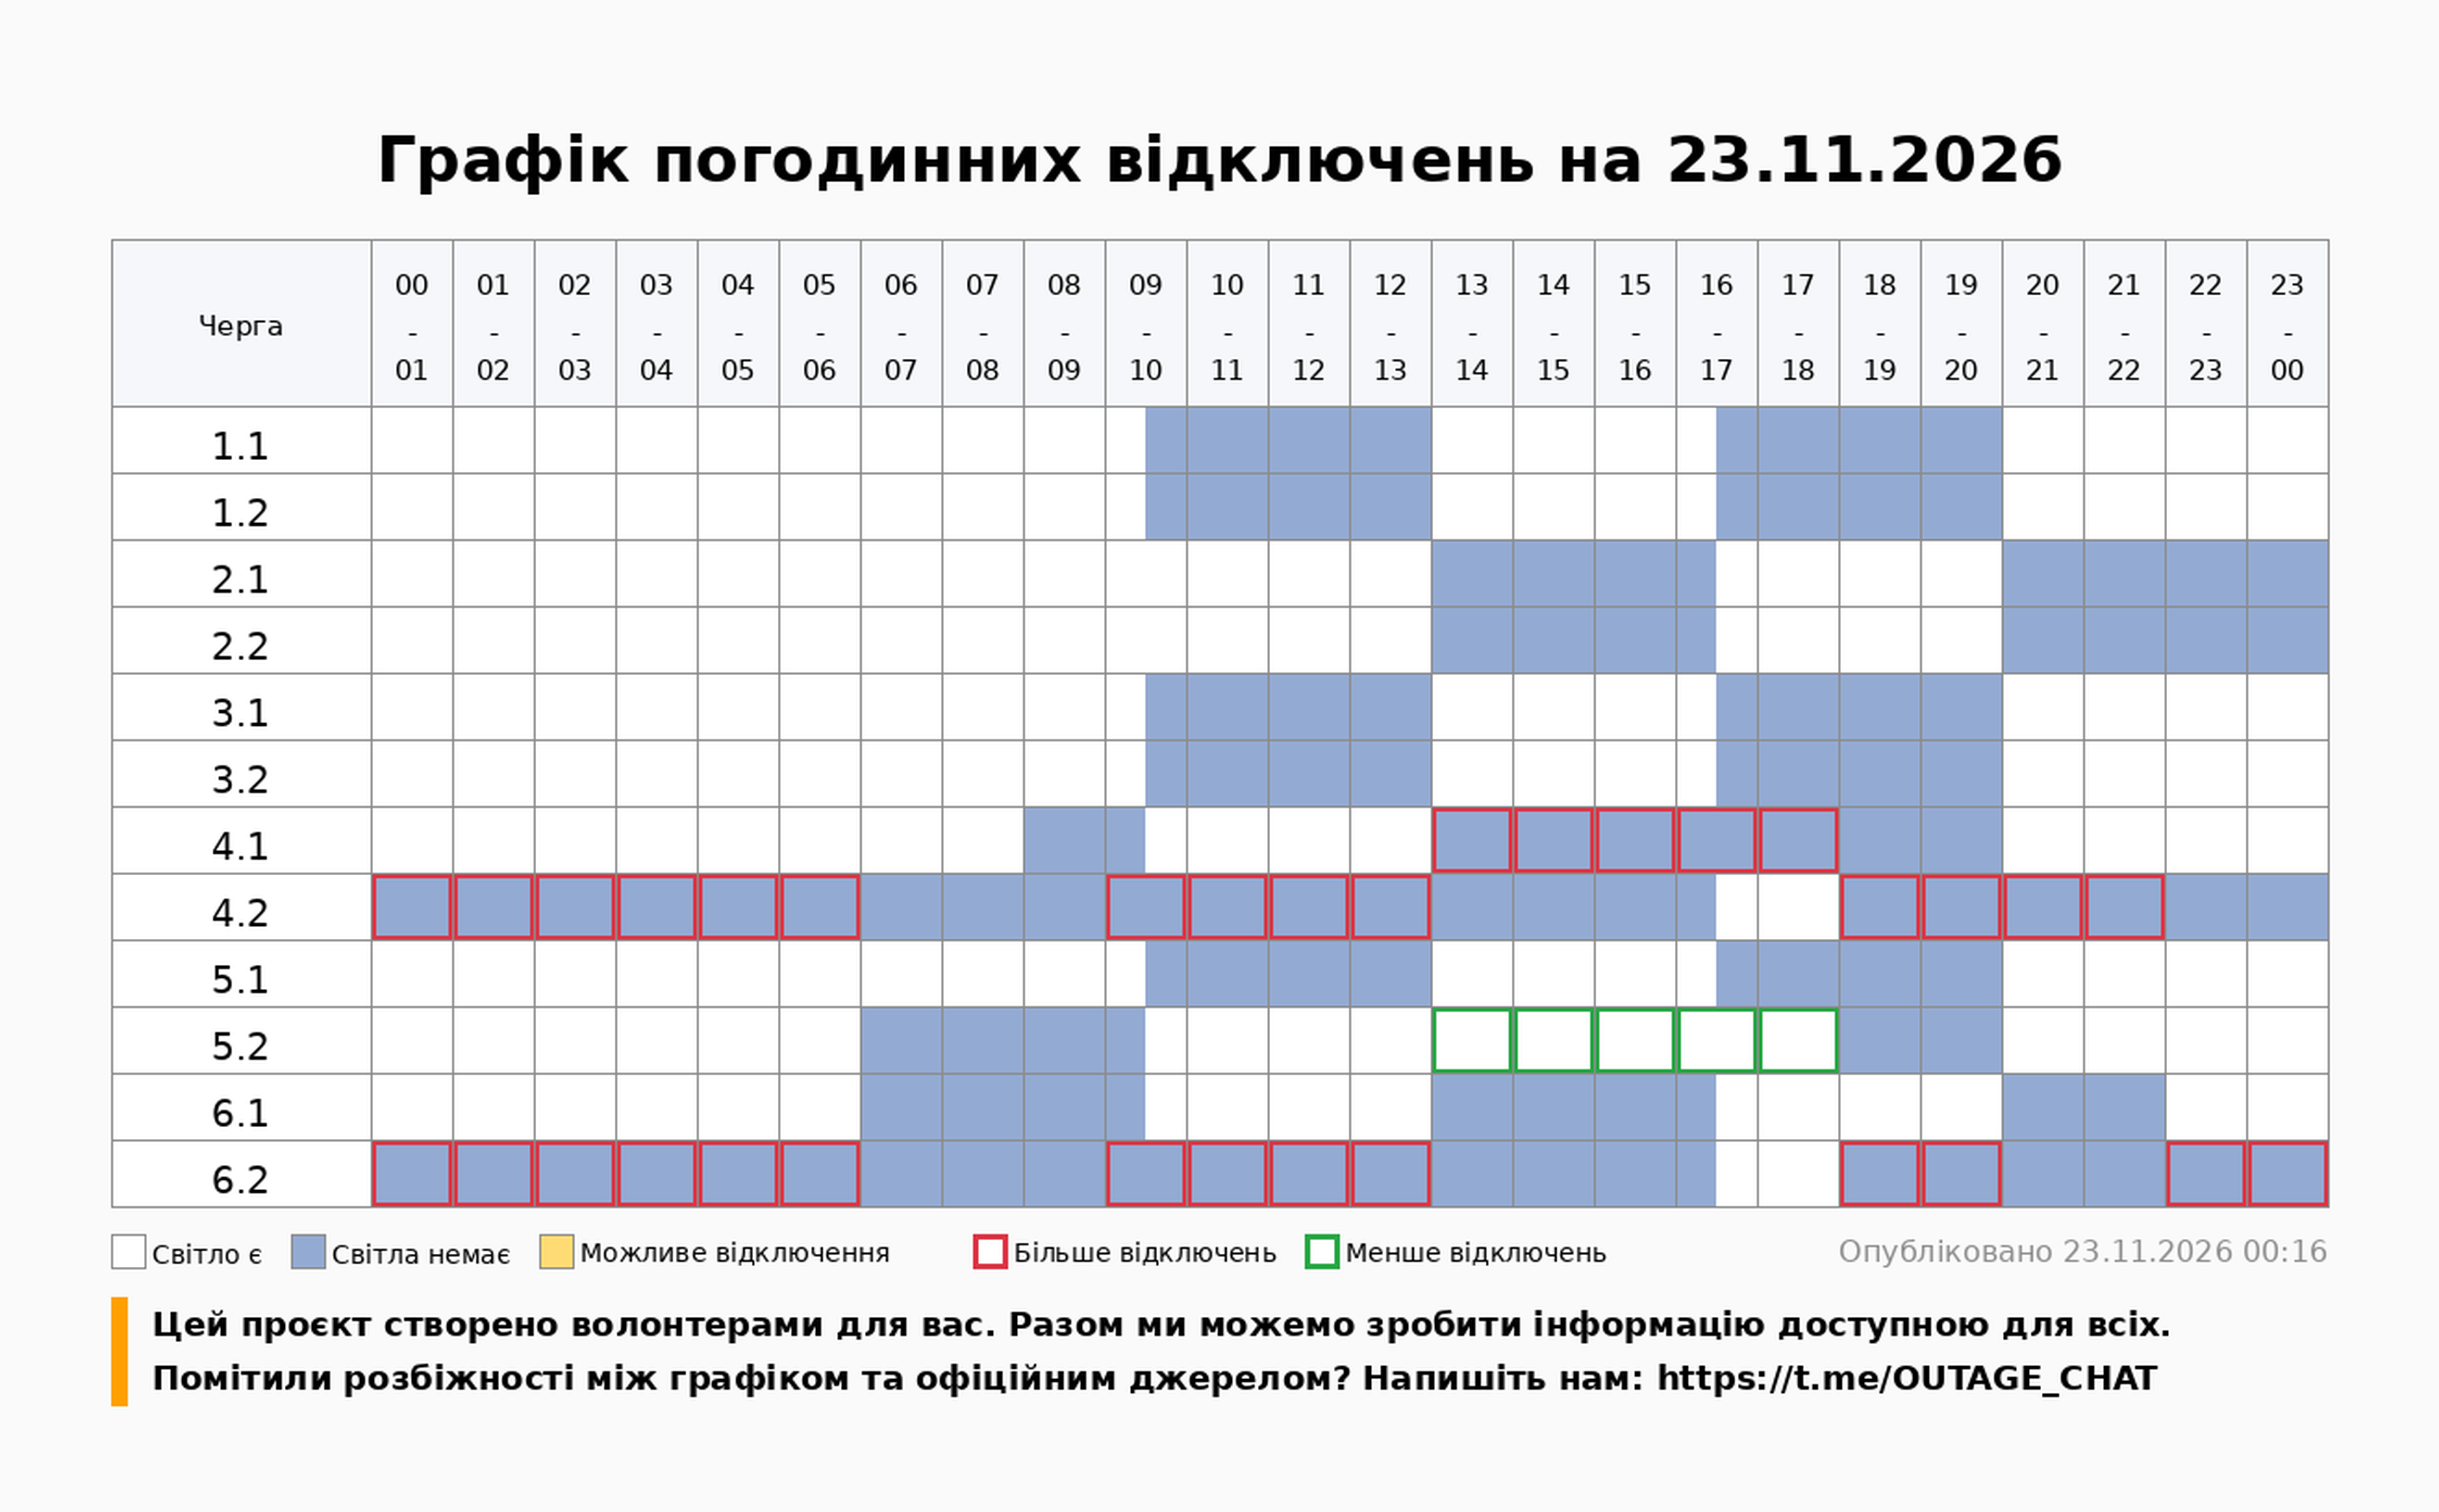 Графік погодинних відключень на 23.11.2026
Черга
00 01 02 03 04 05 06 07 08 09 10 11 12 13 14 15 16 17 18 19 20 21 22 23
- - - - - - - - - - - - - - - - - - - - - - - -
01 02 03 04 05 06 07 08 09 10 11 12 13 14 15 16 17 18 19 20 21 22 23 00
1.1
1.2
2.1
2.2
3.1
3.2
4.1
4.2
5.1
5.2
6.1
6.2
Світло є Світла немає Можливе відключення Більше відключень Менше відключень Опубліковано 23.11.2026 00:16
Цей проєкт створено волонтерами для вас. Разом ми можемо зробити інформацію доступною для всіх.
Помітили розбіжності між графіком та офіційним джерелом? Напишіть нам: https://t.me/OUTAGE_CHAT